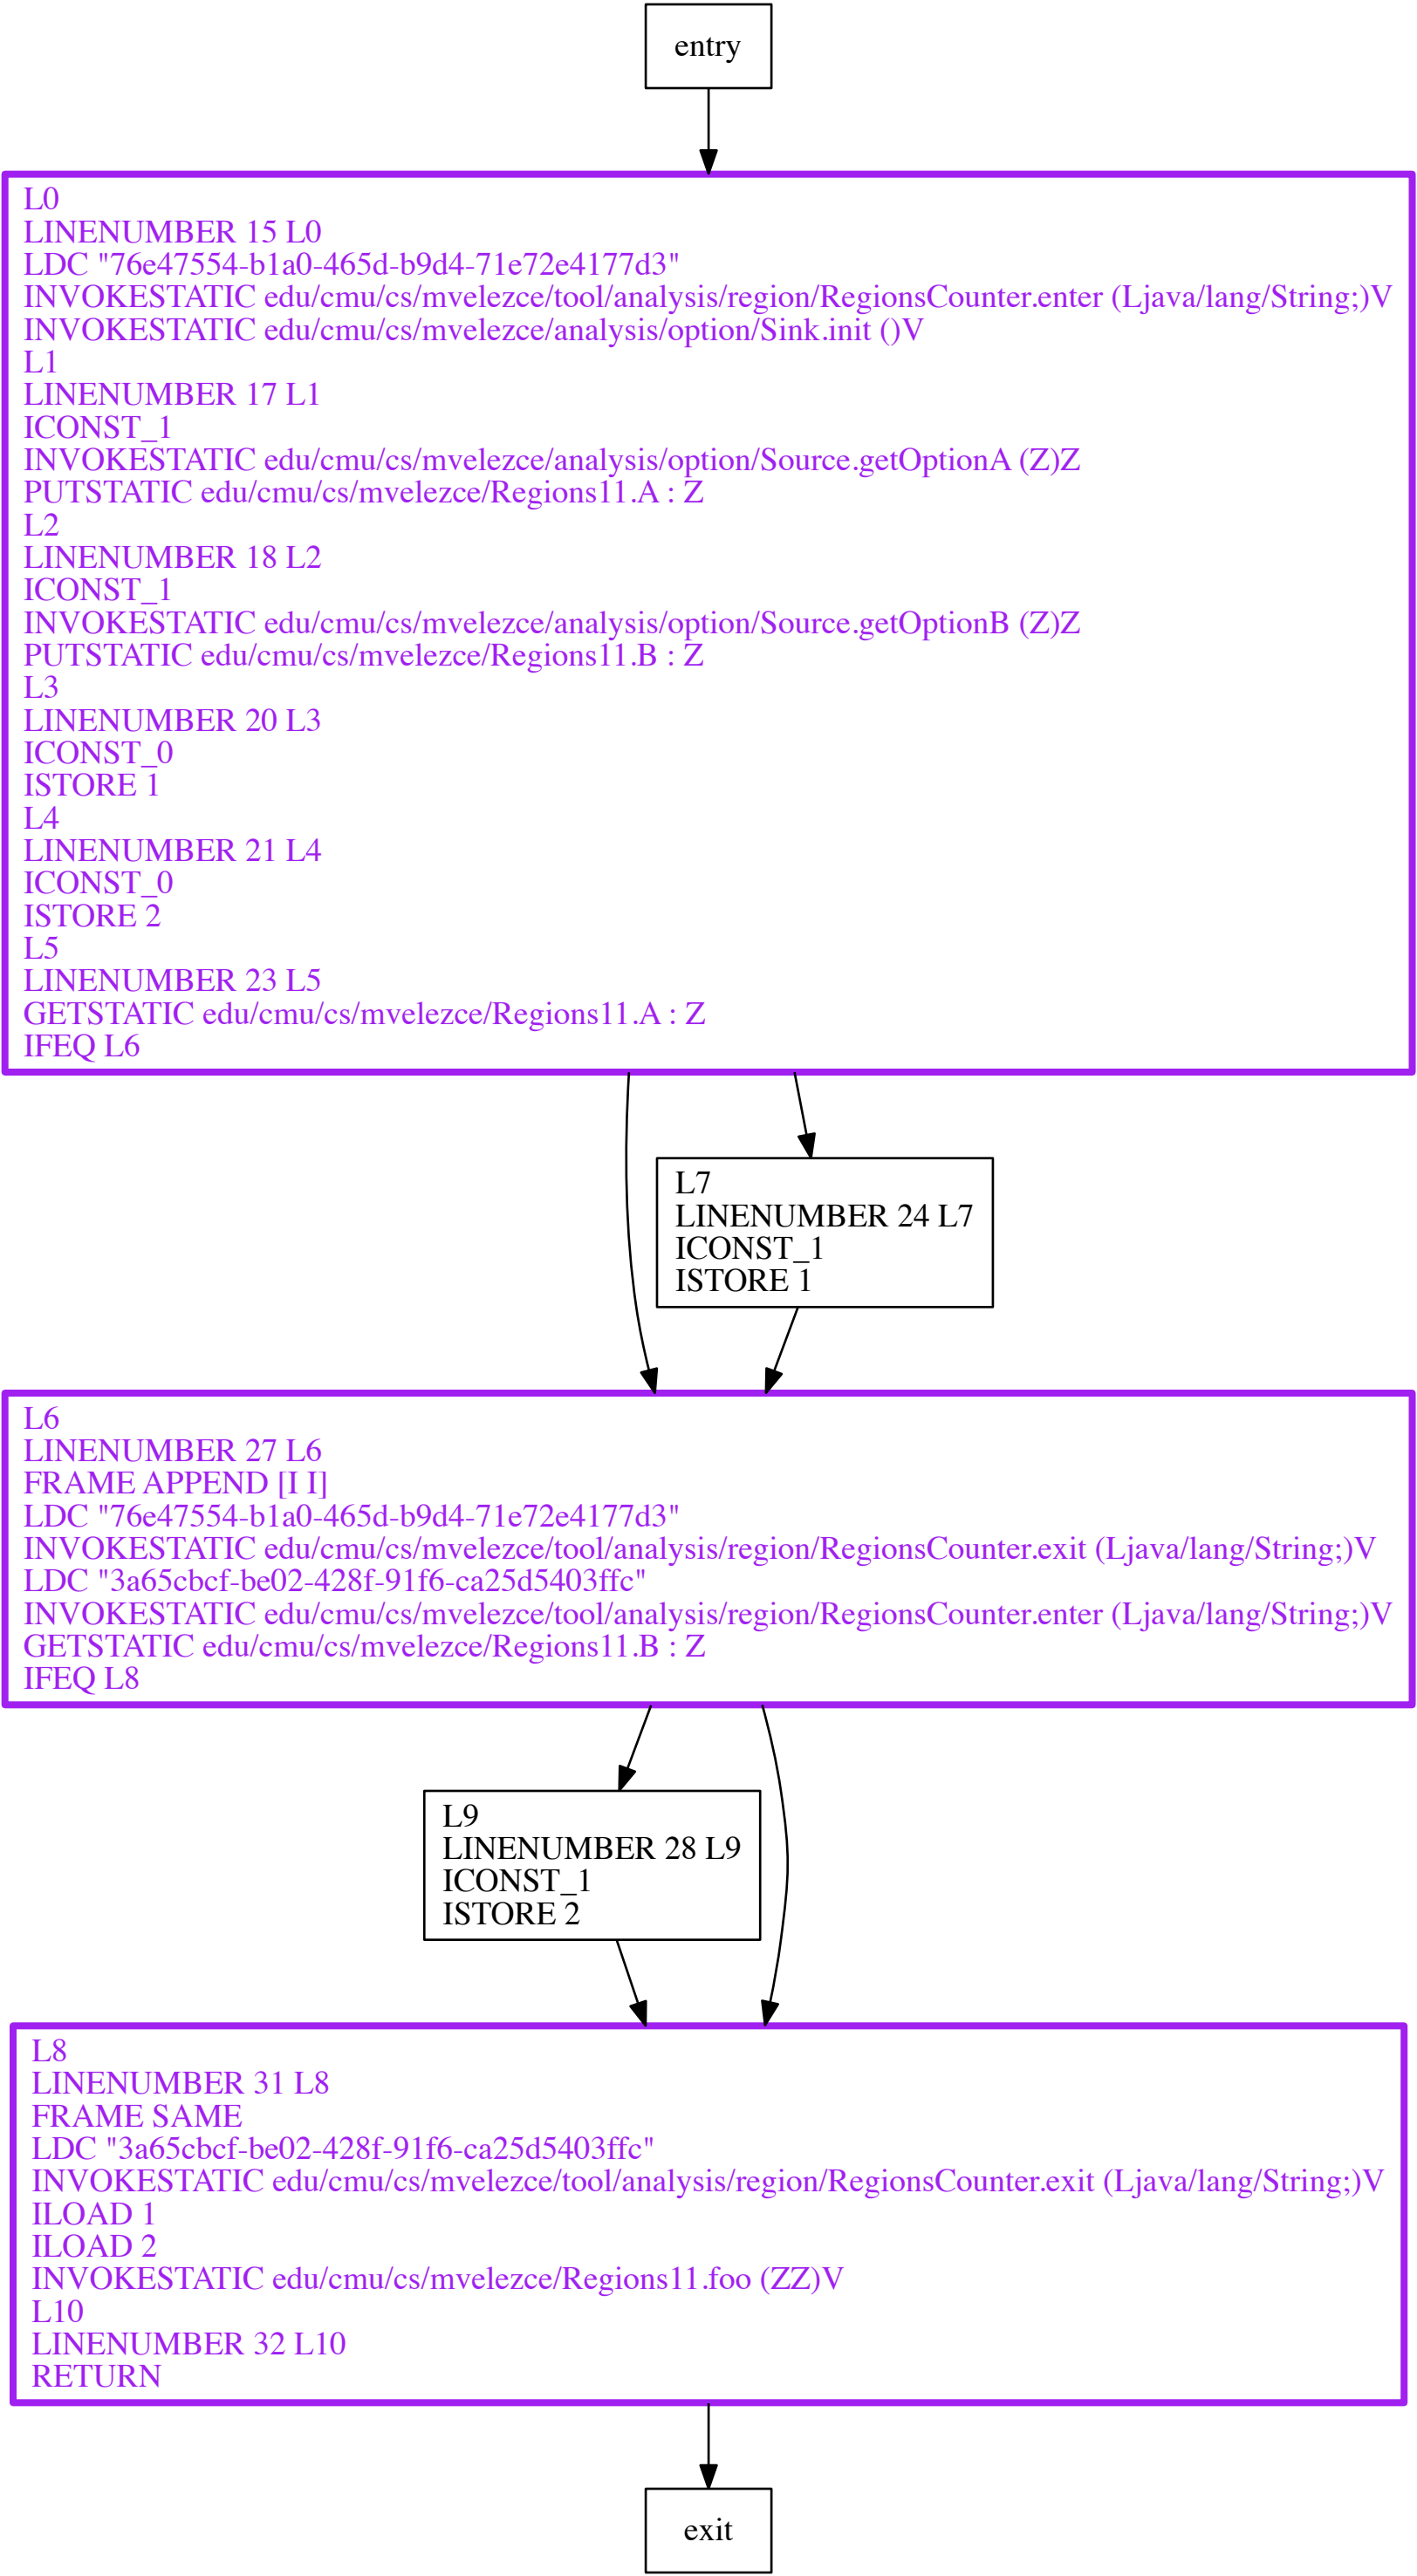 entry
L0
LINENUMBER 15 L0
LDC "76e47554-b1a0-465d-b9d4-71e72e4177d3"
INVOKESTATIC edu/cmu/cs/mvelezce/tool/analysis/region/RegionsCounter.enter (Ljava/lang/String;)V
INVOKESTATIC edu/cmu/cs/mvelezce/analysis/option/Sink.init ()V
L1
LINENUMBER 17 L1
ICONST_1
INVOKESTATIC edu/cmu/cs/mvelezce/analysis/option/Source.getOptionA (Z)Z
PUTSTATIC edu/cmu/cs/mvelezce/Regions11.A : Z
L2
LINENUMBER 18 L2
ICONST_1
INVOKESTATIC edu/cmu/cs/mvelezce/analysis/option/Source.getOptionB (Z)Z
PUTSTATIC edu/cmu/cs/mvelezce/Regions11.B : Z
L3
LINENUMBER 20 L3
ICONST_0
ISTORE 1
L4
LINENUMBER 21 L4
ICONST_0
ISTORE 2
L5
LINENUMBER 23 L5
GETSTATIC edu/cmu/cs/mvelezce/Regions11.A : Z
IFEQ L6
L7
LINENUMBER 24 L7
ICONST_1
ISTORE 1
L6
LINENUMBER 27 L6
FRAME APPEND [I I]
LDC "76e47554-b1a0-465d-b9d4-71e72e4177d3"
INVOKESTATIC edu/cmu/cs/mvelezce/tool/analysis/region/RegionsCounter.exit (Ljava/lang/String;)V
LDC "3a65cbcf-be02-428f-91f6-ca25d5403ffc"
INVOKESTATIC edu/cmu/cs/mvelezce/tool/analysis/region/RegionsCounter.enter (Ljava/lang/String;)V
GETSTATIC edu/cmu/cs/mvelezce/Regions11.B : Z
IFEQ L8
L9
LINENUMBER 28 L9
ICONST_1
ISTORE 2
L8
LINENUMBER 31 L8
FRAME SAME
LDC "3a65cbcf-be02-428f-91f6-ca25d5403ffc"
INVOKESTATIC edu/cmu/cs/mvelezce/tool/analysis/region/RegionsCounter.exit (Ljava/lang/String;)V
ILOAD 1
ILOAD 2
INVOKESTATIC edu/cmu/cs/mvelezce/Regions11.foo (ZZ)V
L10
LINENUMBER 32 L10
RETURN
exit